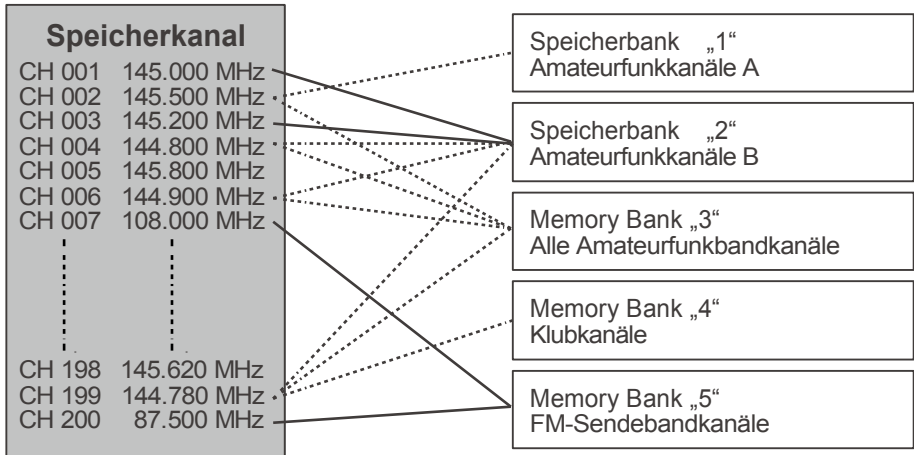 Speicherkanal
CH 001 145.000 MHz
CH 002 145.500 MHz
CH 003 145.200 MHz
CH 004 144.800 MHz
CH 005 145.800 MHz
CH 006 144.900 MHz
CH 007 108.000 MHz
CH 198 145.620 MHz
CH 199 144.780 MHz
CH 200 87.500 MHz
Speicherbank „1“
Amateurfunkkanäle A
Speicherbank „2“
Amateurfunkkanäle B
Memory Bank „3“
Alle Amateurfunkbandkanäle
Memory Bank „4“
Klubkanäle
Memory Bank „5“
FM-Sendebandkanäle